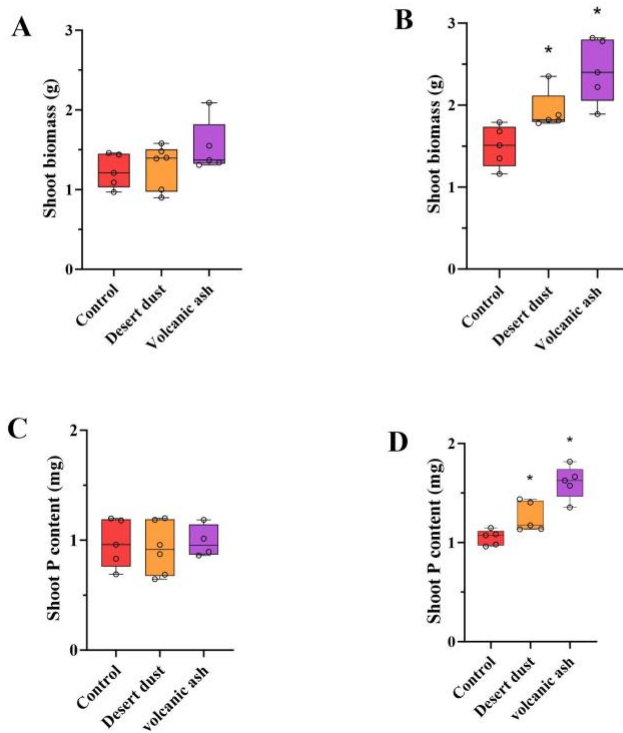 A
Shoot biomass (g)
3
2
1
0
Control
Desert dust
Volcanic ash
B
Shoot biomass (g)
3
2
1
0
*
*
Control
Desert dust
Volcanic ash
C
Shoot P content (mg)
2
1
0
Control
Desert dust
volcanic ash
D
Shoot P content (mg)
2
1
0
*
*
Control
Desert dust
volcanic ash